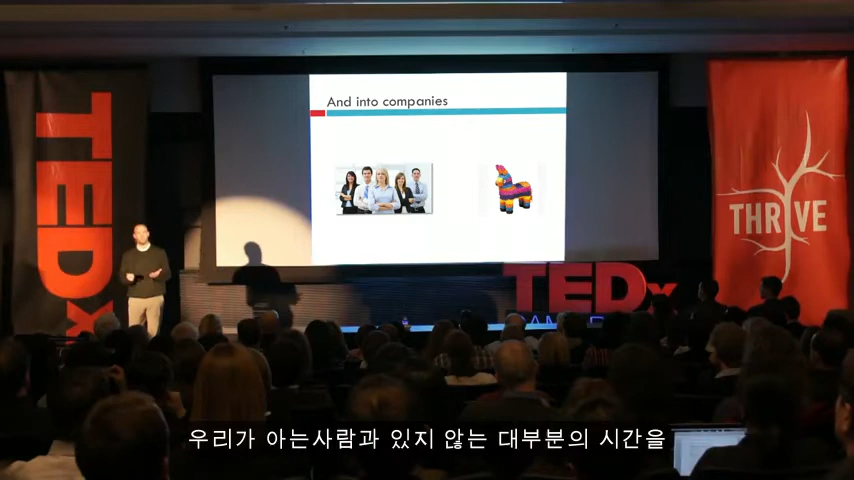 And into companies
TEDx
THRIVE
TEDx
우리가 아는사람과 있지 않는 대부분의 시간을